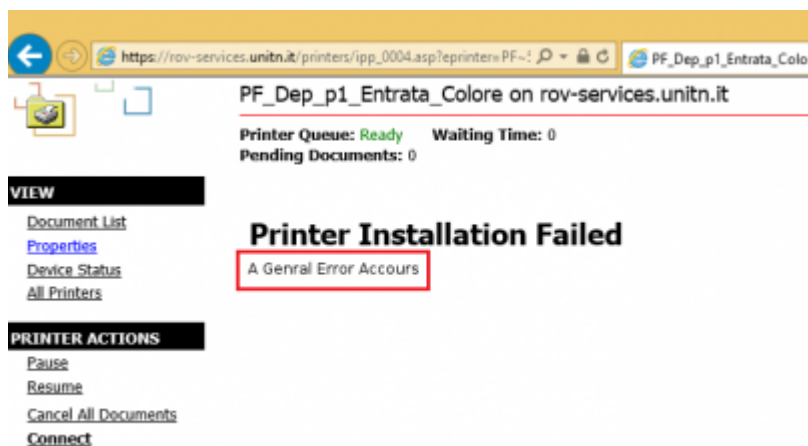 https://rov-services.unitn.it/printers/ipp_0004.asp?eprinter=PF~:
PF_Dep_p1_Entrata_Colo
PF_Dep_p1_Entrata_Colore on rov-services.unitn.it
Printer Queue: Ready Waiting Time: 0
Pending Documents: 0
VIEW
Document List
Properties
Device Status
All Printers
Printer Installation Failed
A Genral Error Accours
PRINTER ACTIONS
Pause
Resume
Cancel All Documents
Connect